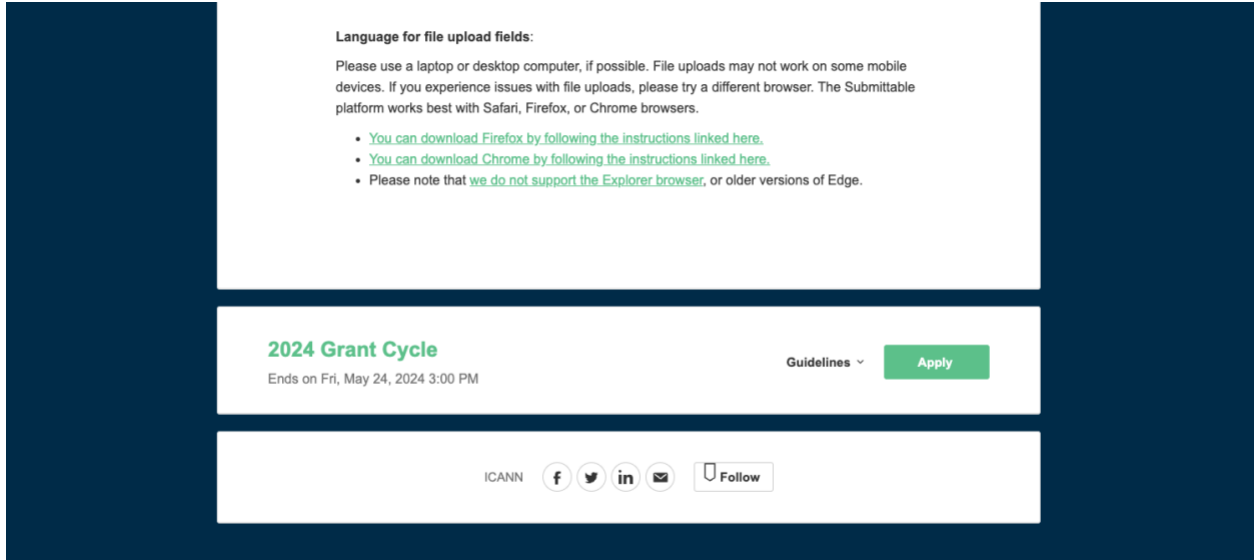 Language for file upload fields:
Please use a laptop or desktop computer, if possible. File uploads may not work on some mobile
devices. If you experience issues with file uploads, please try a different browser. The Submittable
platform works best with Safari, Firefox, or Chrome browsers.
• You can download Firefox by following the instructions linked here.
• You can download Chrome by following the instructions linked here.
• Please note that we do not support the Explorer browser, or older versions of Edge.
2024 Grant Cycle
Ends on Fri, May 24, 2024 3:00 PM
Guidelines
Apply
ICANN
Follow